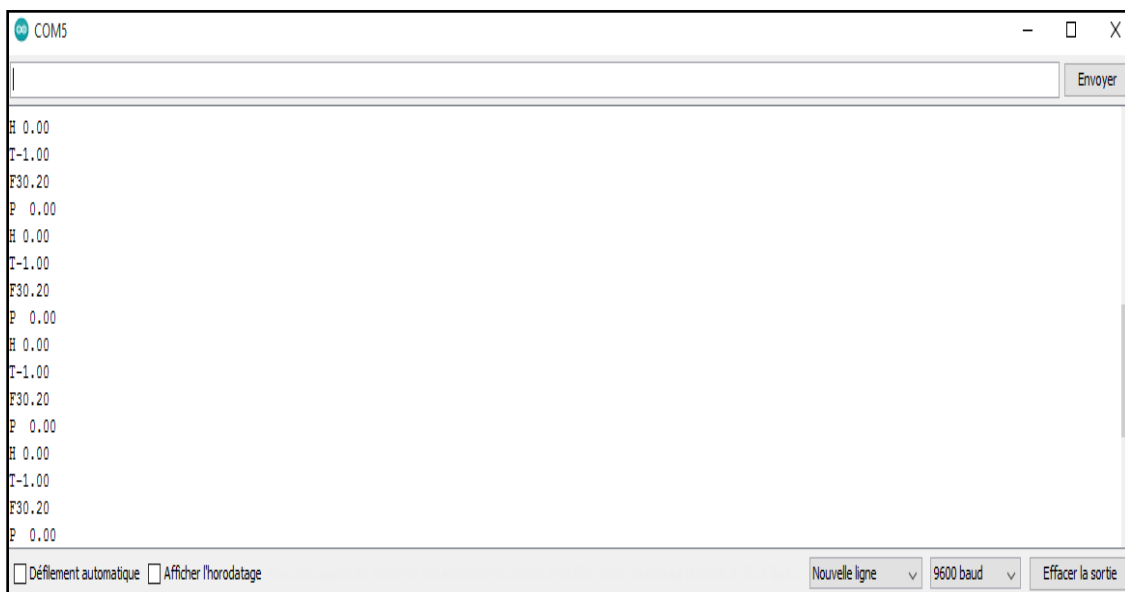 COM5
Envoyer
H 0.00
T-1.00
F30.20
P  0.00
H 0.00
T-1.00
F30.20
P  0.00
H 0.00
T-1.00
F30.20
P  0.00
H 0.00
T-1.00
F30.20
P  0.00
Défilement automatique Afficher l'horodatage Nouvelle ligne 9600 baud Effacer la sortie